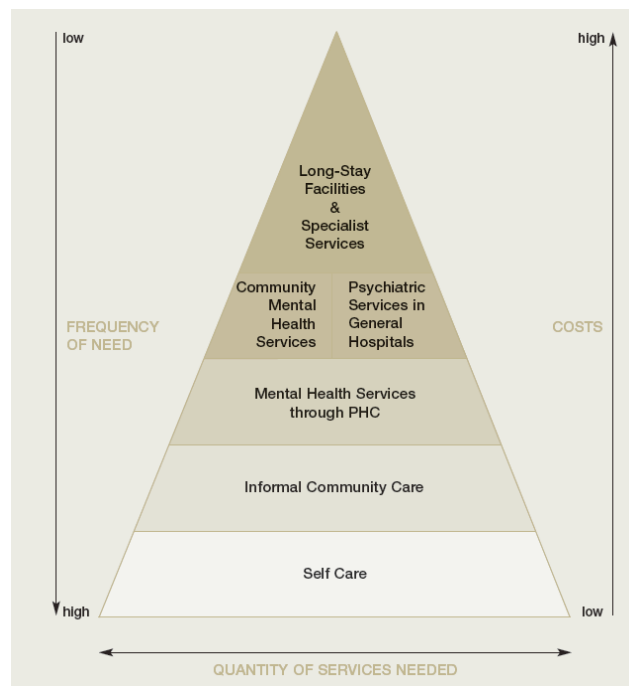 low
high
Long-Stay
Facilities
&
Specialist
Services
Community
Mental
Health
Services
Psychiatric
Services in
General
Hospitals
FREQUENCY
OF NEED
COSTS
Mental Health Services
through PHC
Informal Community Care
Self Care
high
low
QUANTITY OF SERVICES NEEDED